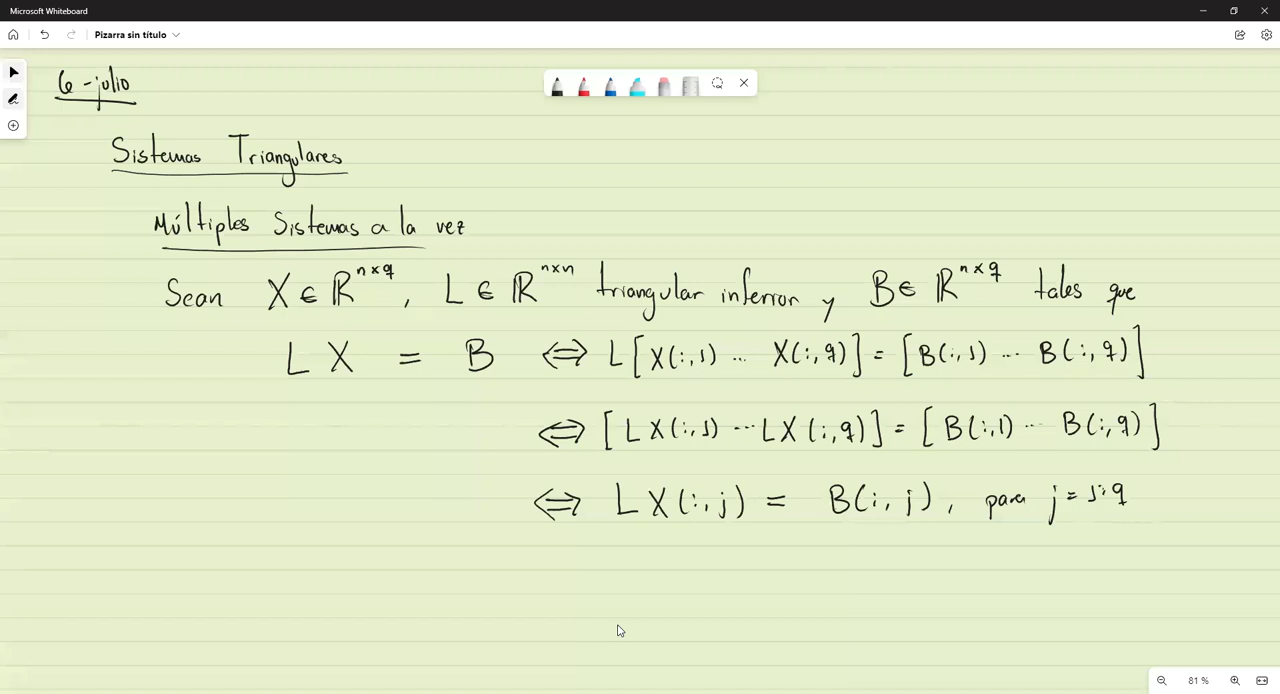 Microsoft Whiteboard
Pizarra sin título
6-julio
Sistemas Triangulares
Múltiples Sistemas a la vez
Sean X ∈ ℝ^{n×q}, L ∈ ℝ^{n×n} triangular inferior y B ∈ ℝ^{n×q} tales que
L X = B ⟺ L[X(:,1) ... X(:,q)] = [B(:,1) ... B(:,q)]
⟺ [LX(:,1) ... LX(:,q)] = [B(:,1) ... B(:,q)]
⟺ LX(:,j) = B(:,j), para j = 1:q
81 %